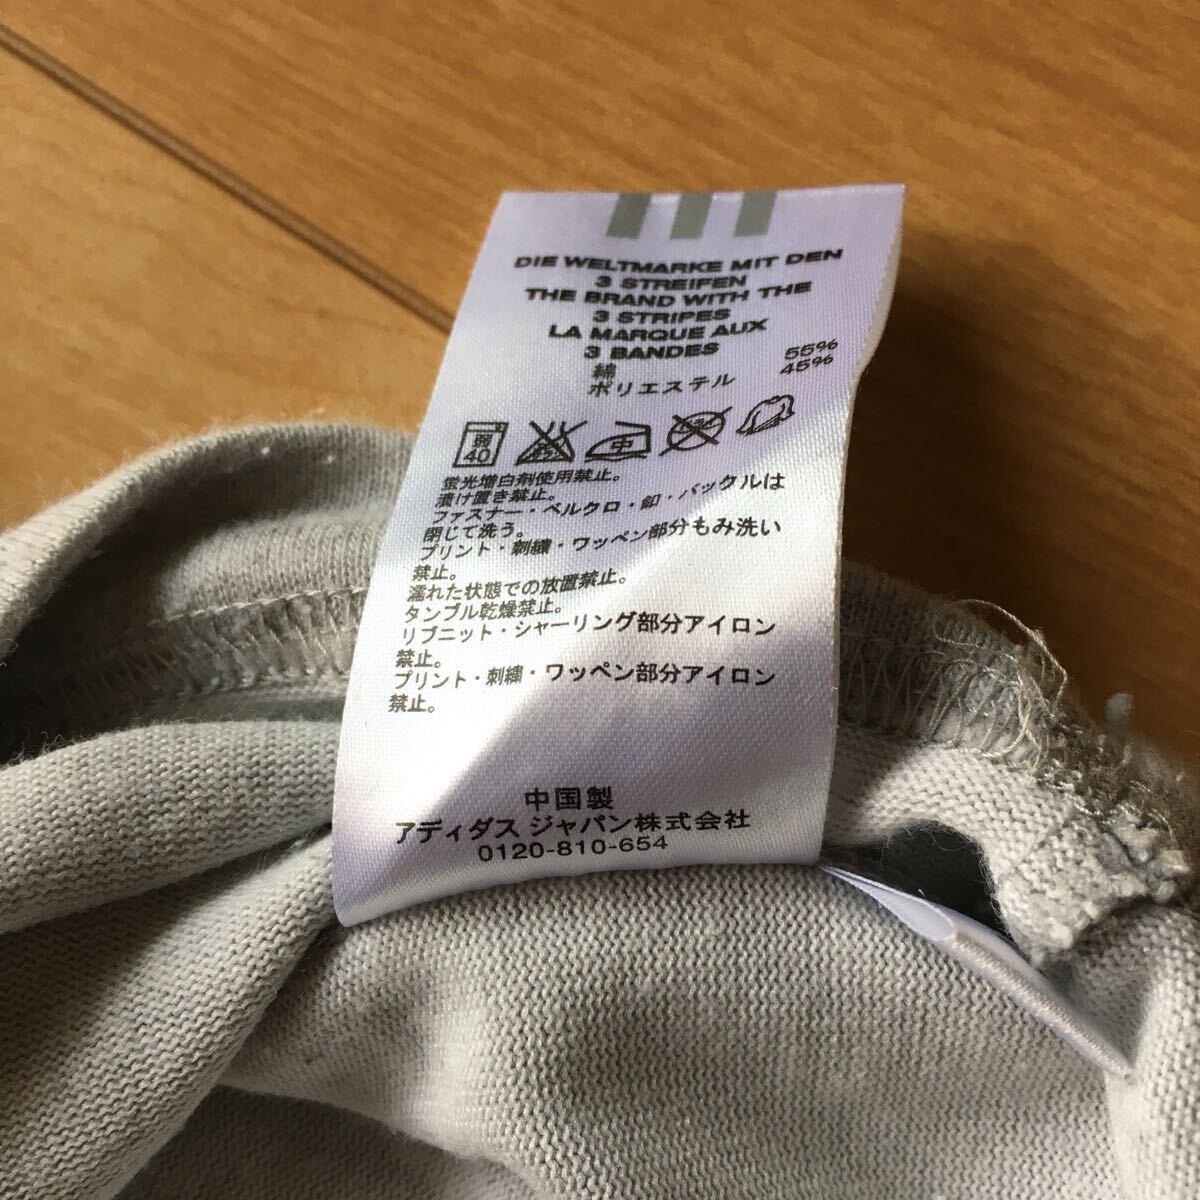 DIE WELTMARKE MIT DEN
3 STREIFEN
THE BRAND WITH THE
3 STRIPES
LA MARQUE AUX
3 BANDES
綿 55%
ポリエステル 45%
弱 40 中
蛍光増白剤使用禁止。
漬け置き禁止。
ファスナー・ベルクロ・釦・バックルは
閉じて洗う。
プリント・刺繍・ワッペン部分もみ洗い
禁止。
濡れた状態での放置禁止。
タンブル乾燥禁止。
リブニット・シャーリング部分アイロン
禁止。
プリント・刺繍・ワッペン部分アイロン
禁止。
中国製
アディダス ジャパン株式会社
0120-810-654